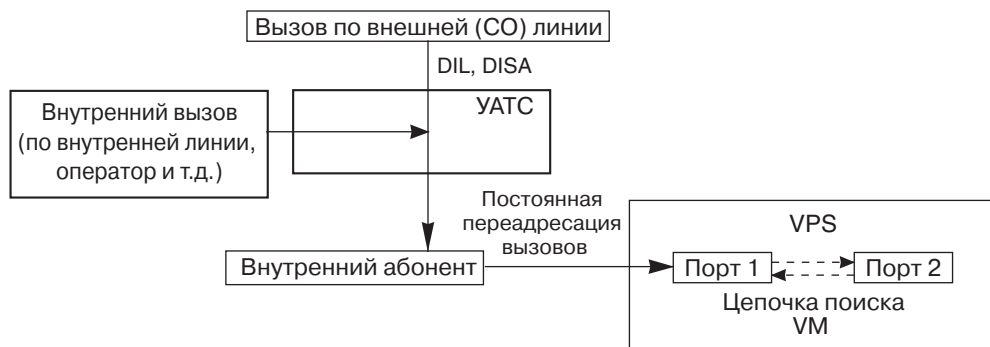 Вызов по внешней (СО) линии
DIL, DISA
УАТС
Внутренний вызов
(по внутренней линии,
оператор и т.д.)
Постоянная
переадресация
вызовов
Внутренний абонент
VPS
Порт 1
Порт 2
Цепочка поиска
VM